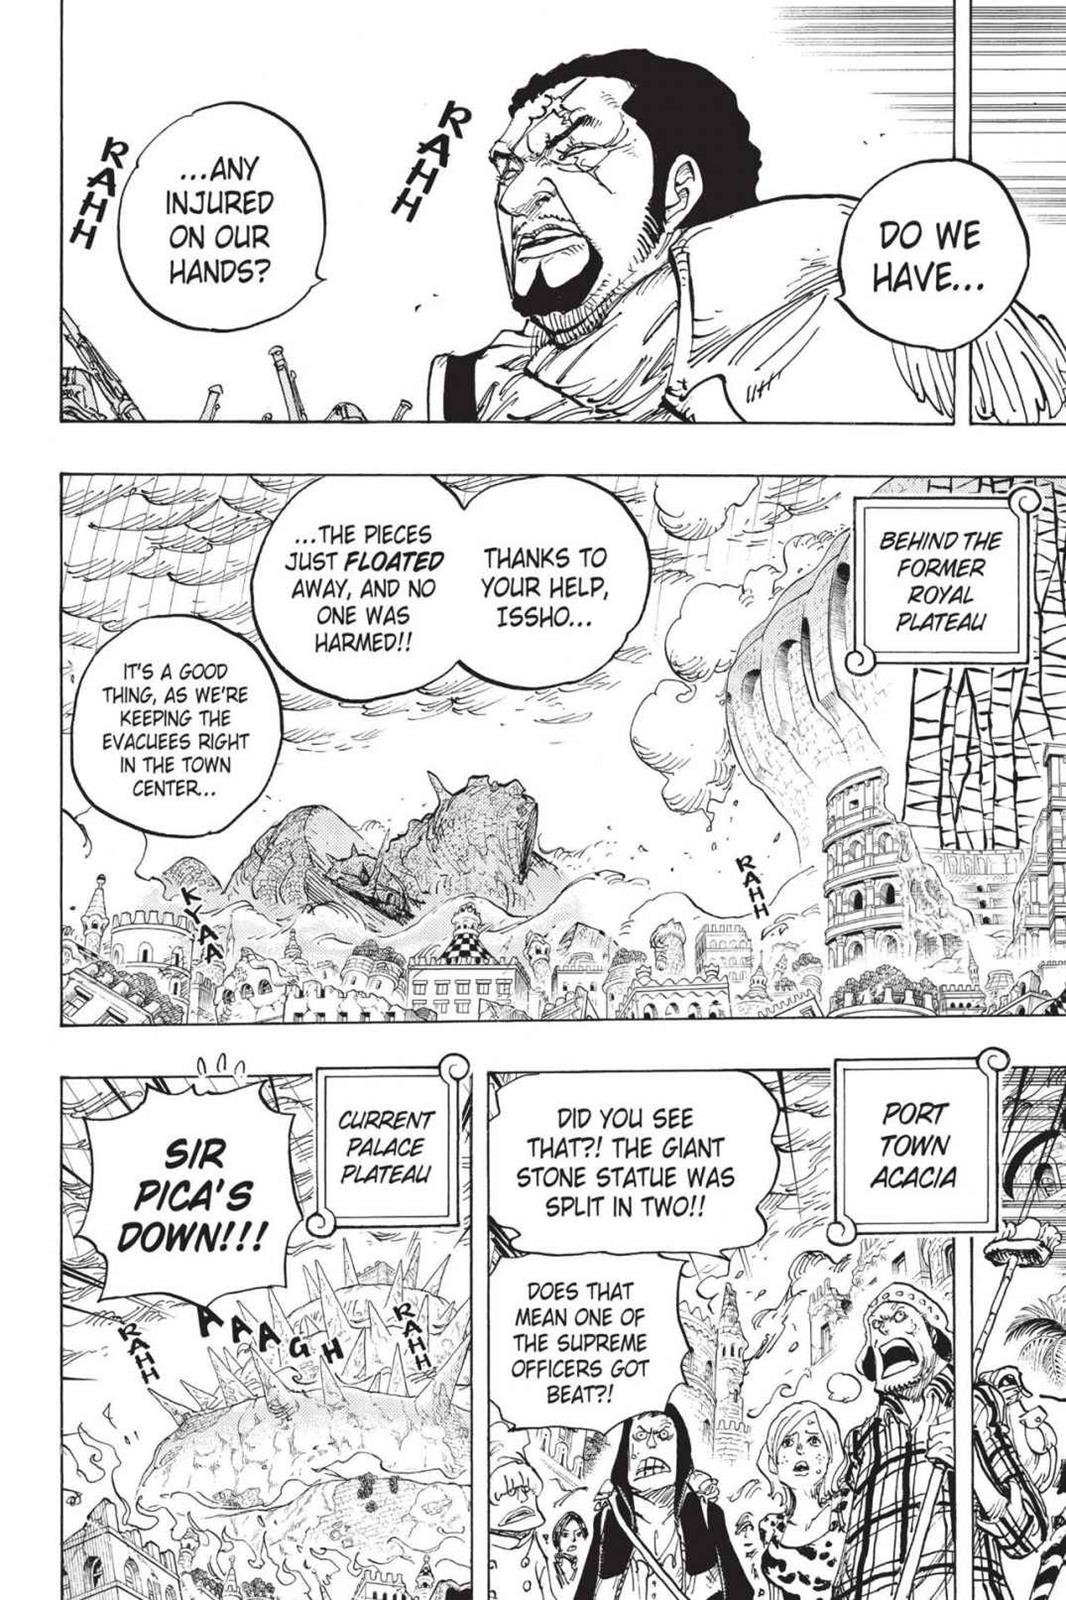 DO WE
HAVE...
...ANY
INJURED
ON OUR
HANDS?
RAHH
RAHH
BEHIND THE
FORMER
ROYAL
PLATEAU
THANKS TO
YOUR HELP,
ISSHO...
...THE PIECES
JUST FLOATED
AWAY, AND NO
ONE WAS
HARMED!!
IT'S A GOOD
THING, AS WE'RE
KEEPING THE
EVACUEES RIGHT
IN THE TOWN
CENTER...
RAHH
KYAA
PORT
TOWN
ACACIA
DID YOU SEE
THAT?! THE GIANT
STONE STATUE WAS
SPLIT IN TWO!!
DOES THAT
MEAN ONE OF
THE SUPREME
OFFICERS GOT
BEAT?!
CURRENT
PALACE
PLATEAU
SIR
PICA'S
DOWN!!!
AAAGH
RAHH
RAHH